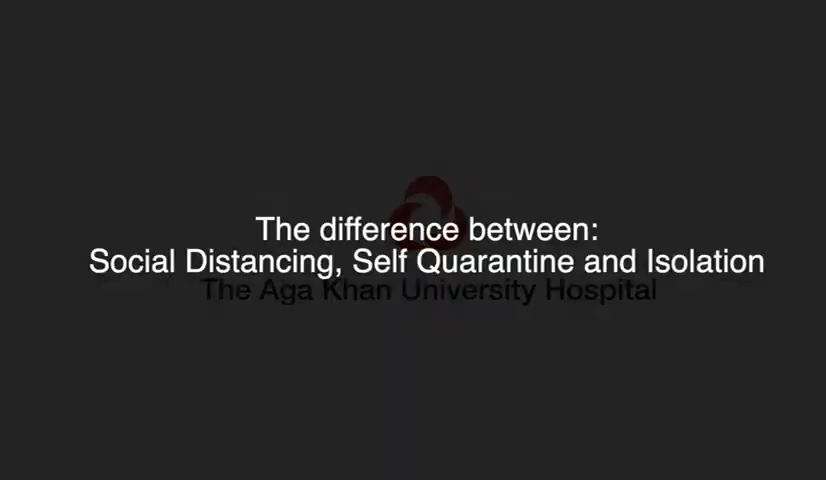 The difference between:
Social Distancing, Self Quarantine and Isolation
The Aga Khan University Hospital